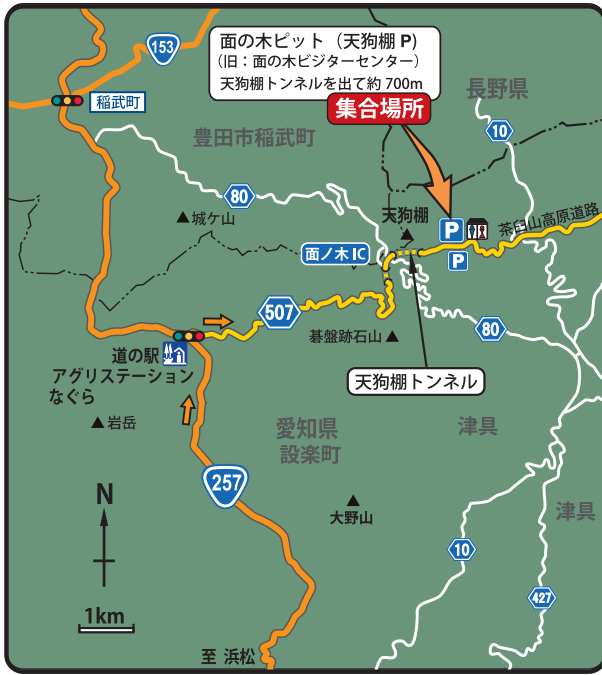 153
面の木ピット（天狗棚 P)
（旧：面の木ビジターセンター）
天狗棚トンネルを出て約 700m
集合場所
稲武町
長野県
10
豊田市稲武町
80
城ケ山
天狗棚
P
茶臼山高原道路
面ノ木IC
P
507
碁盤跡石山
80
道の駅
アグリステーション
なぐら
天狗棚トンネル
岩岳
愛知県
設楽町
津具
257
大野山
津具
N
10
427
1km
至 浜松